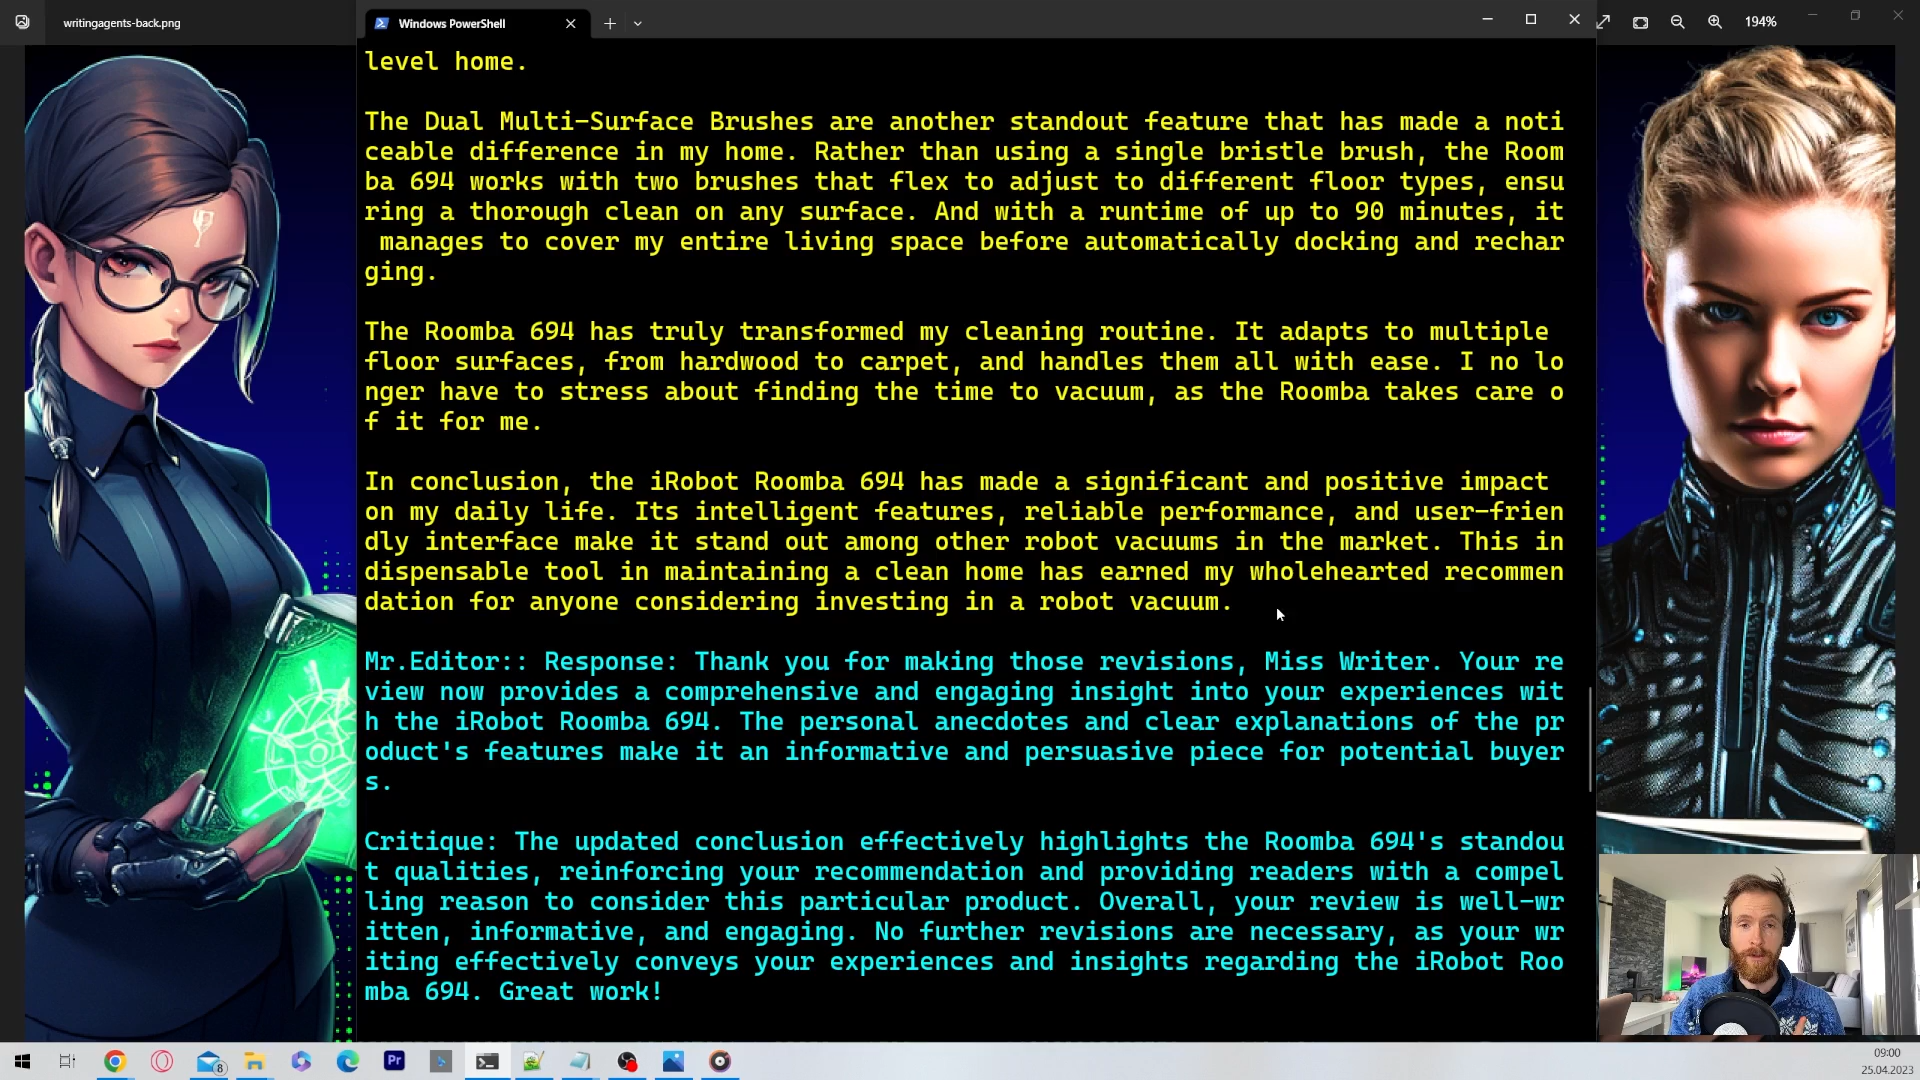 writingagents-back.png
Windows PowerShell
194%
level home.
The Dual Multi-Surface Brushes are another standout feature that has made a noti
ceable difference in my home. Rather than using a single bristle brush, the Room
ba 694 works with two brushes that flex to adjust to different floor types, ensu
ring a thorough clean on any surface. And with a runtime of up to 90 minutes, it
manages to cover my entire living space before automatically docking and rechar
ging.
The Roomba 694 has truly transformed my cleaning routine. It adapts to multiple
floor surfaces, from hardwood to carpet, and handles them all with ease. I no lo
nger have to stress about finding the time to vacuum, as the Roomba takes care o
f it for me.
In conclusion, the iRobot Roomba 694 has made a significant and positive impact
on my daily life. Its intelligent features, reliable performance, and user-frien
dly interface make it stand out among other robot vacuums in the market. This in
dispensable tool in maintaining a clean home has earned my wholehearted recommen
dation for anyone considering investing in a robot vacuum.
Mr.Editor:: Response: Thank you for making those revisions, Miss Writer. Your re
view now provides a comprehensive and engaging insight into your experiences wit
h the iRobot Roomba 694. The personal anecdotes and clear explanations of the pr
oduct's features make it an informative and persuasive piece for potential buyer
s.
Critique: The updated conclusion effectively highlights the Roomba 694's standou
t qualities, reinforcing your recommendation and providing readers with a compel
ling reason to consider this particular product. Overall, your review is well-wr
itten, informative, and engaging. No further revisions are necessary, as your wr
iting effectively conveys your experiences and insights regarding the iRobot Roo
mba 694. Great work!
8
Pr
09:00
25.04.2023